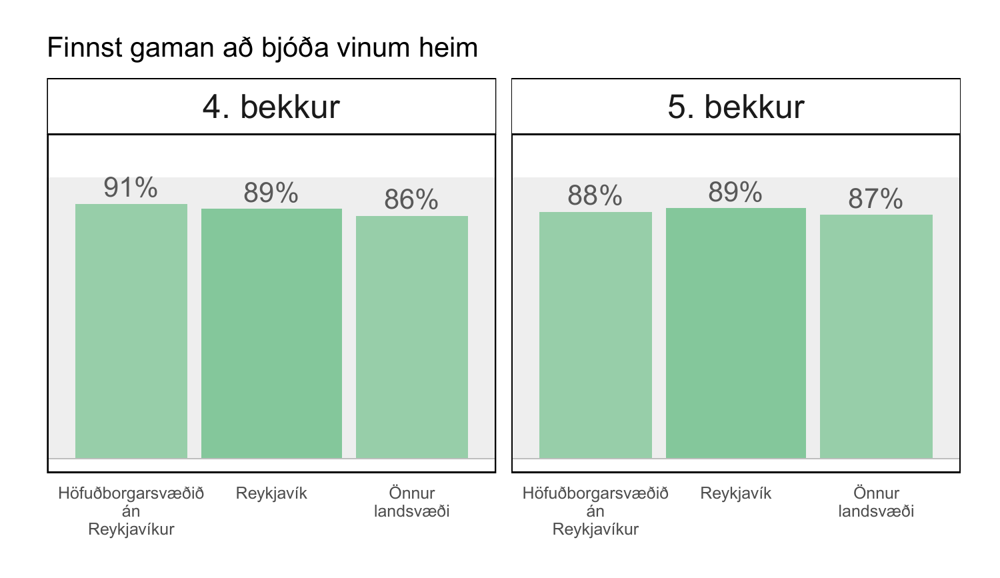 Finnst gaman að bjóða vinum heim
4. bekkur
91%
89%
86%
Höfuðborgarsvæðið
án
Reykjavíkur
Reykjavík
Önnur
landsvæði
5. bekkur
88%
89%
87%
Höfuðborgarsvæðið
án
Reykjavíkur
Reykjavík
Önnur
landsvæði